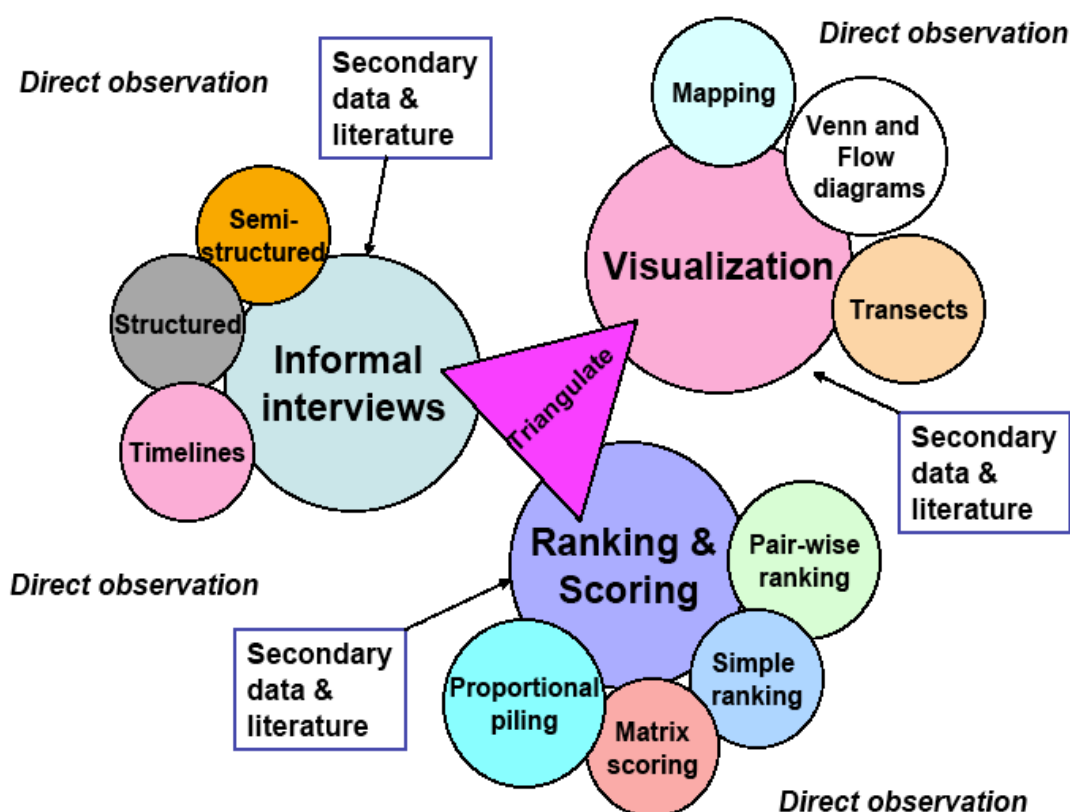 Direct observation
Direct observation
Secondary
data &
literature
Mapping
Venn and
Flow
diagrams
Semi-
structured
Visualization
Structured
Transects
Informal
interviews
Triangulate
Timelines
Secondary
data &
literature
Ranking &
Scoring
Pair-wise
ranking
Direct observation
Secondary
data &
literature
Simple
ranking
Proportional
piling
Matrix
scoring
Direct observation